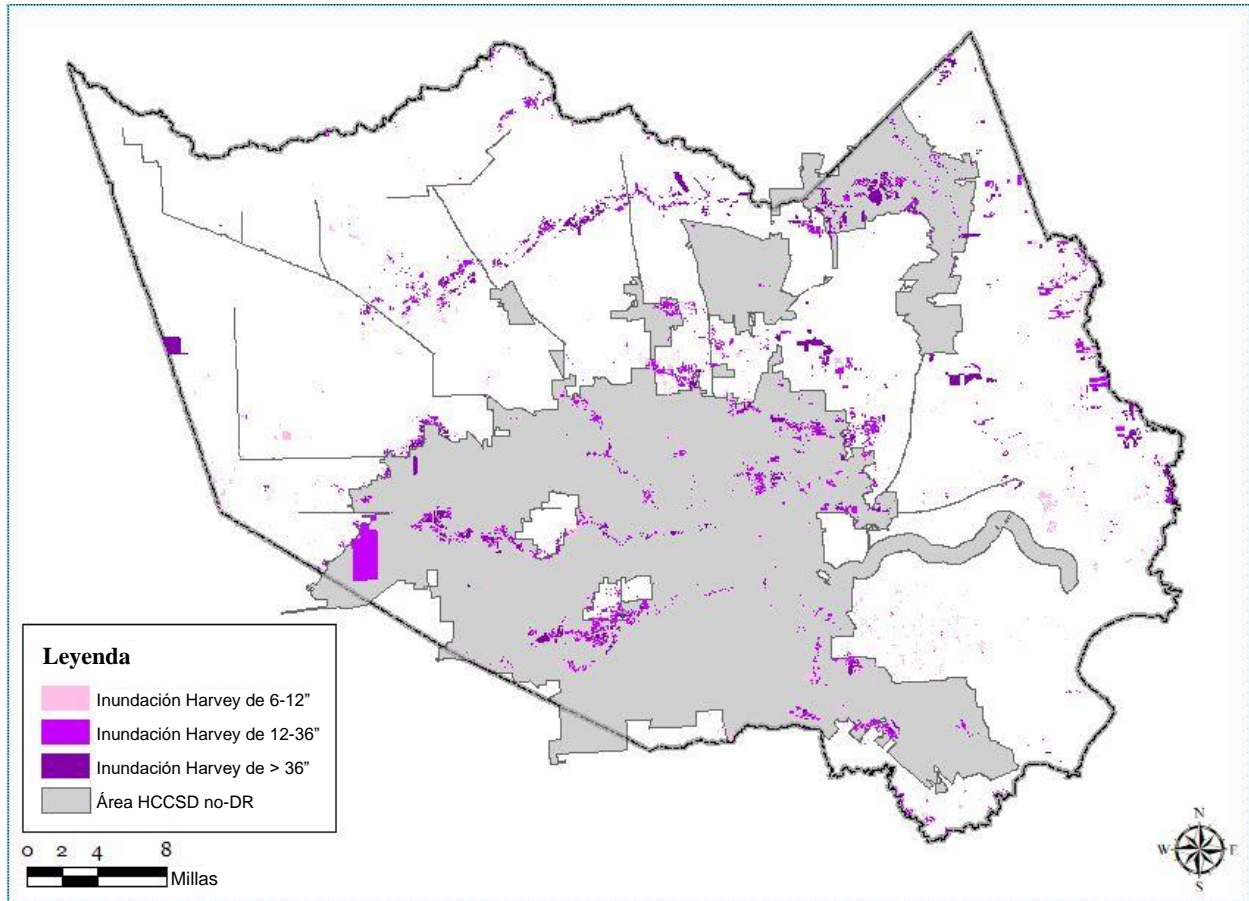 Leyenda
Inundación Harvey de 6-12”
Inundación Harvey de 12-36”
Inundación Harvey de > 36”
Área HCCSD no-DR
0 2 4 8
Millas
N
W E
S